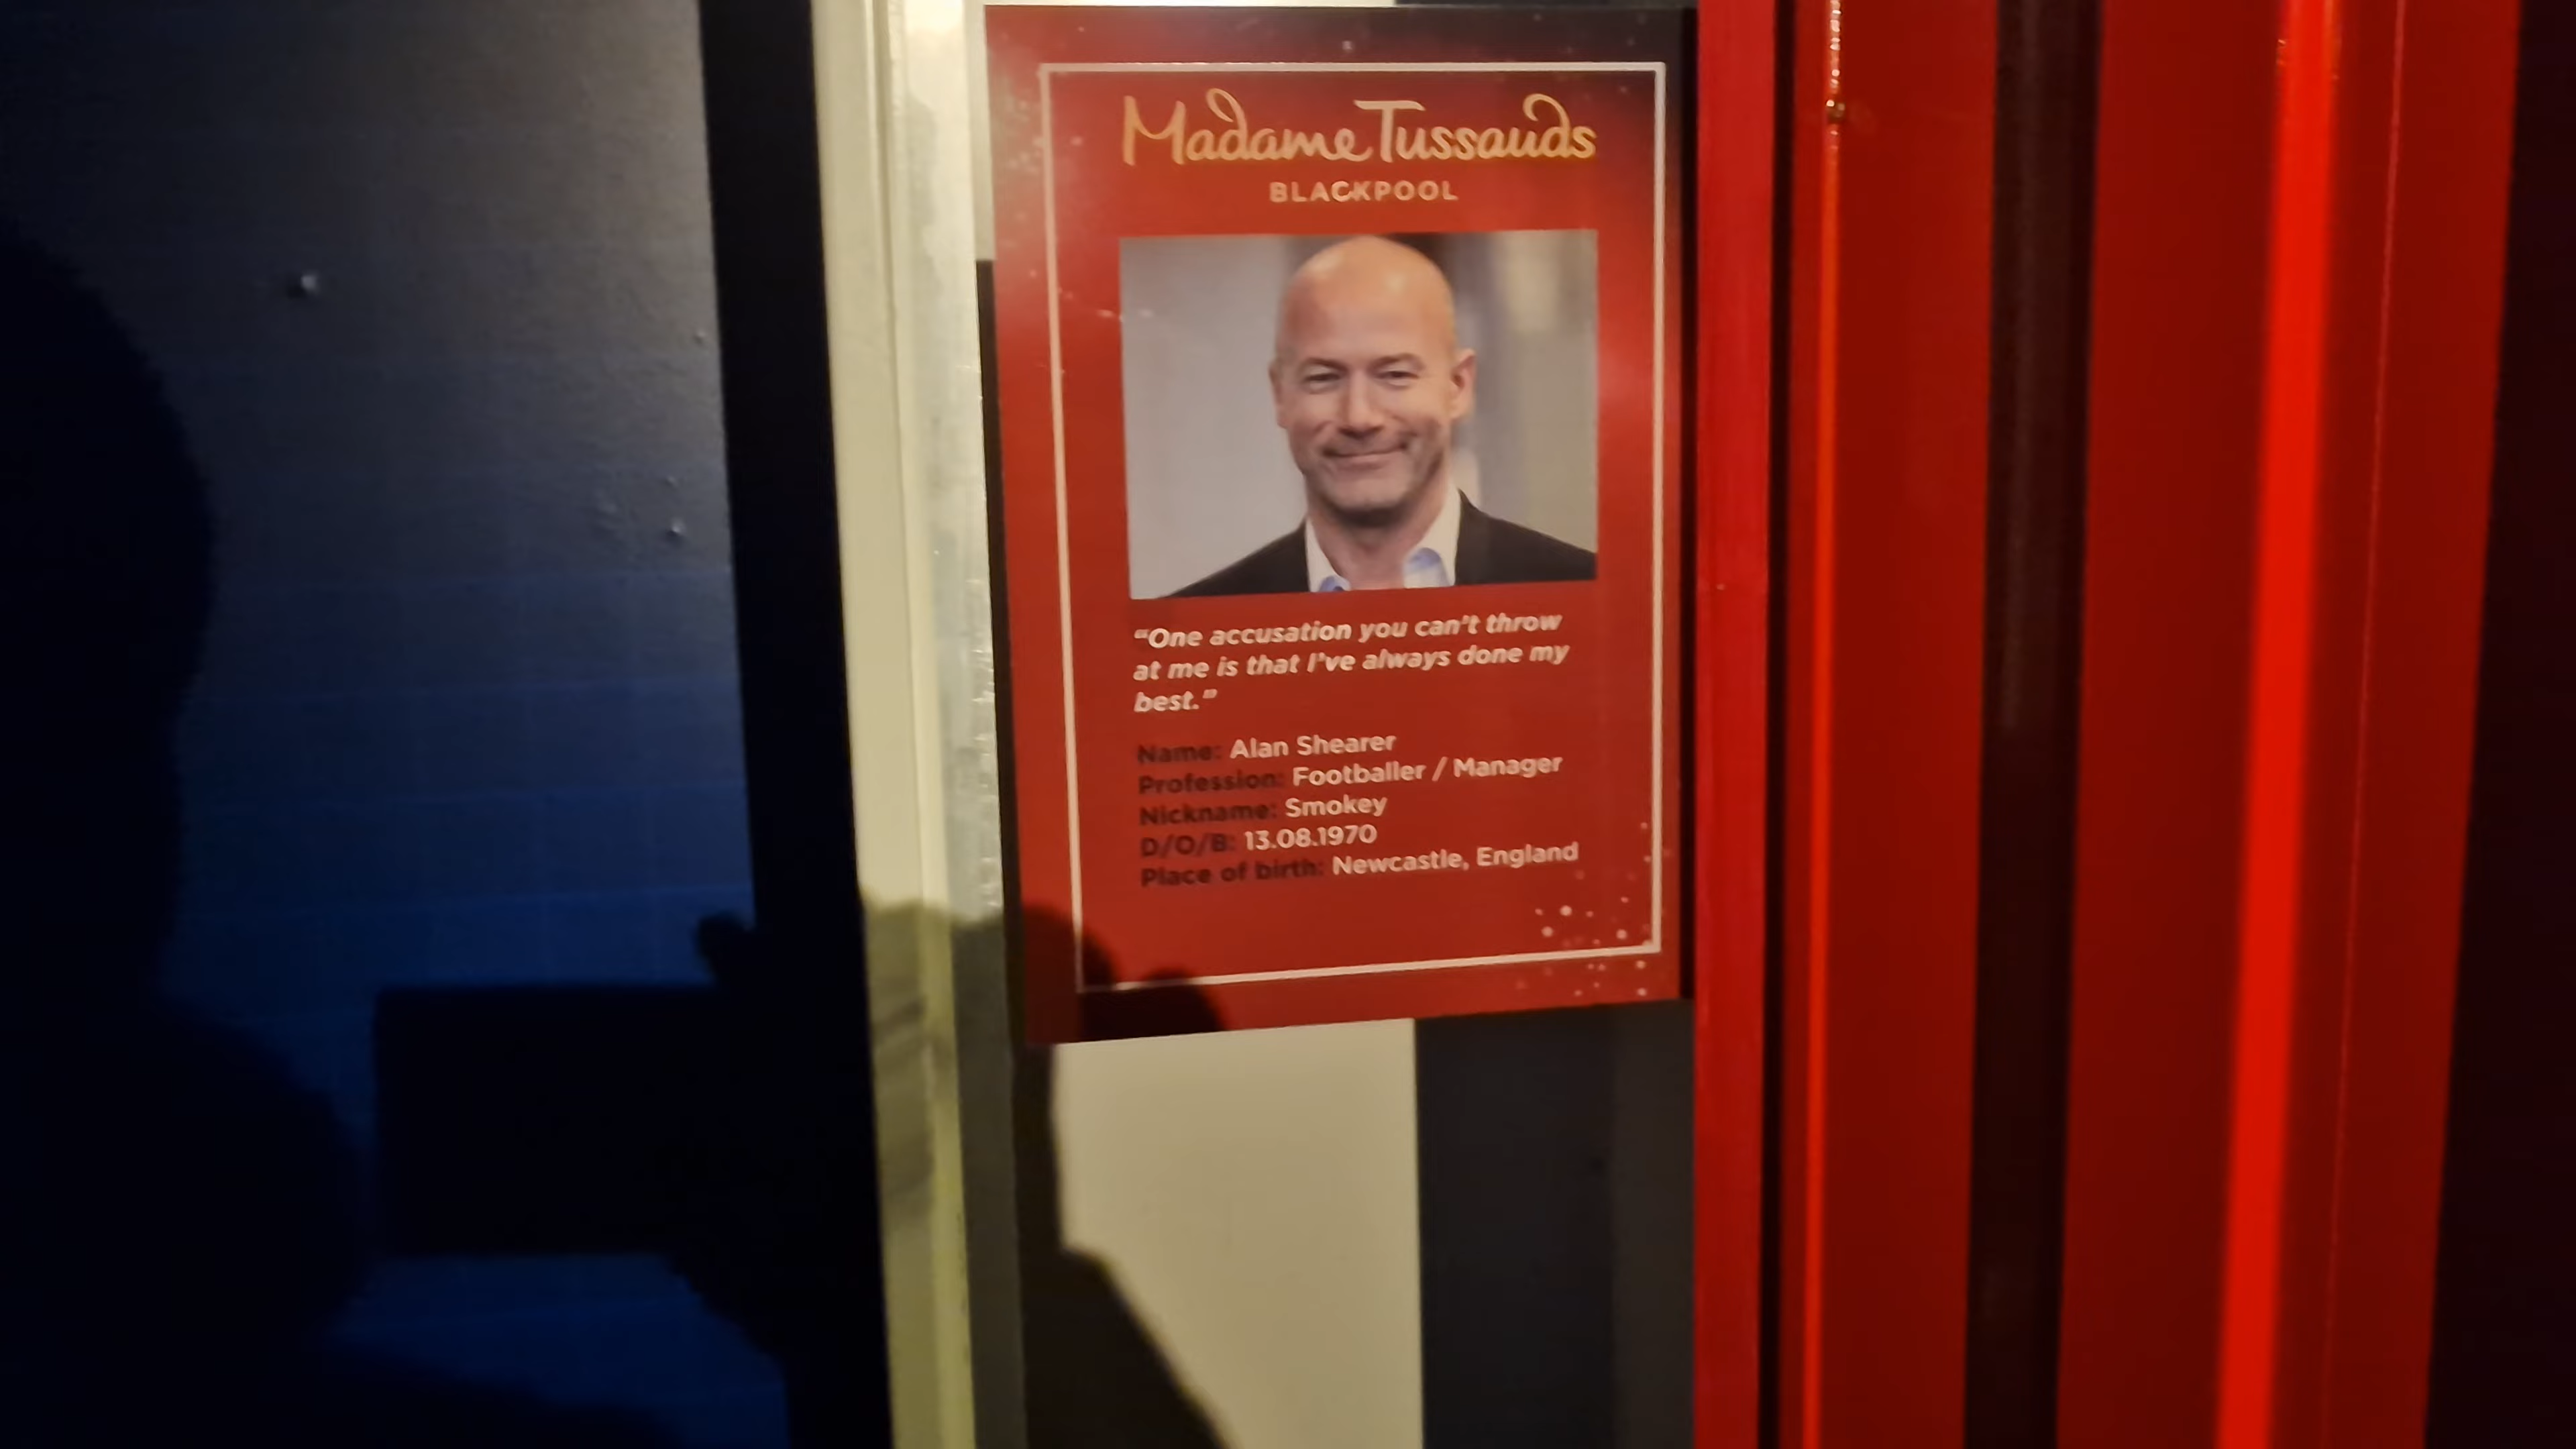 Madame Tussauds
BLACKPOOL
“One accusation you can’t throw
at me is that I’ve always done my
best.”
Name: Alan Shearer
Profession: Footballer / Manager
Nickname: Smokey
D/O/B: 13.08.1970
Place of birth: Newcastle, England